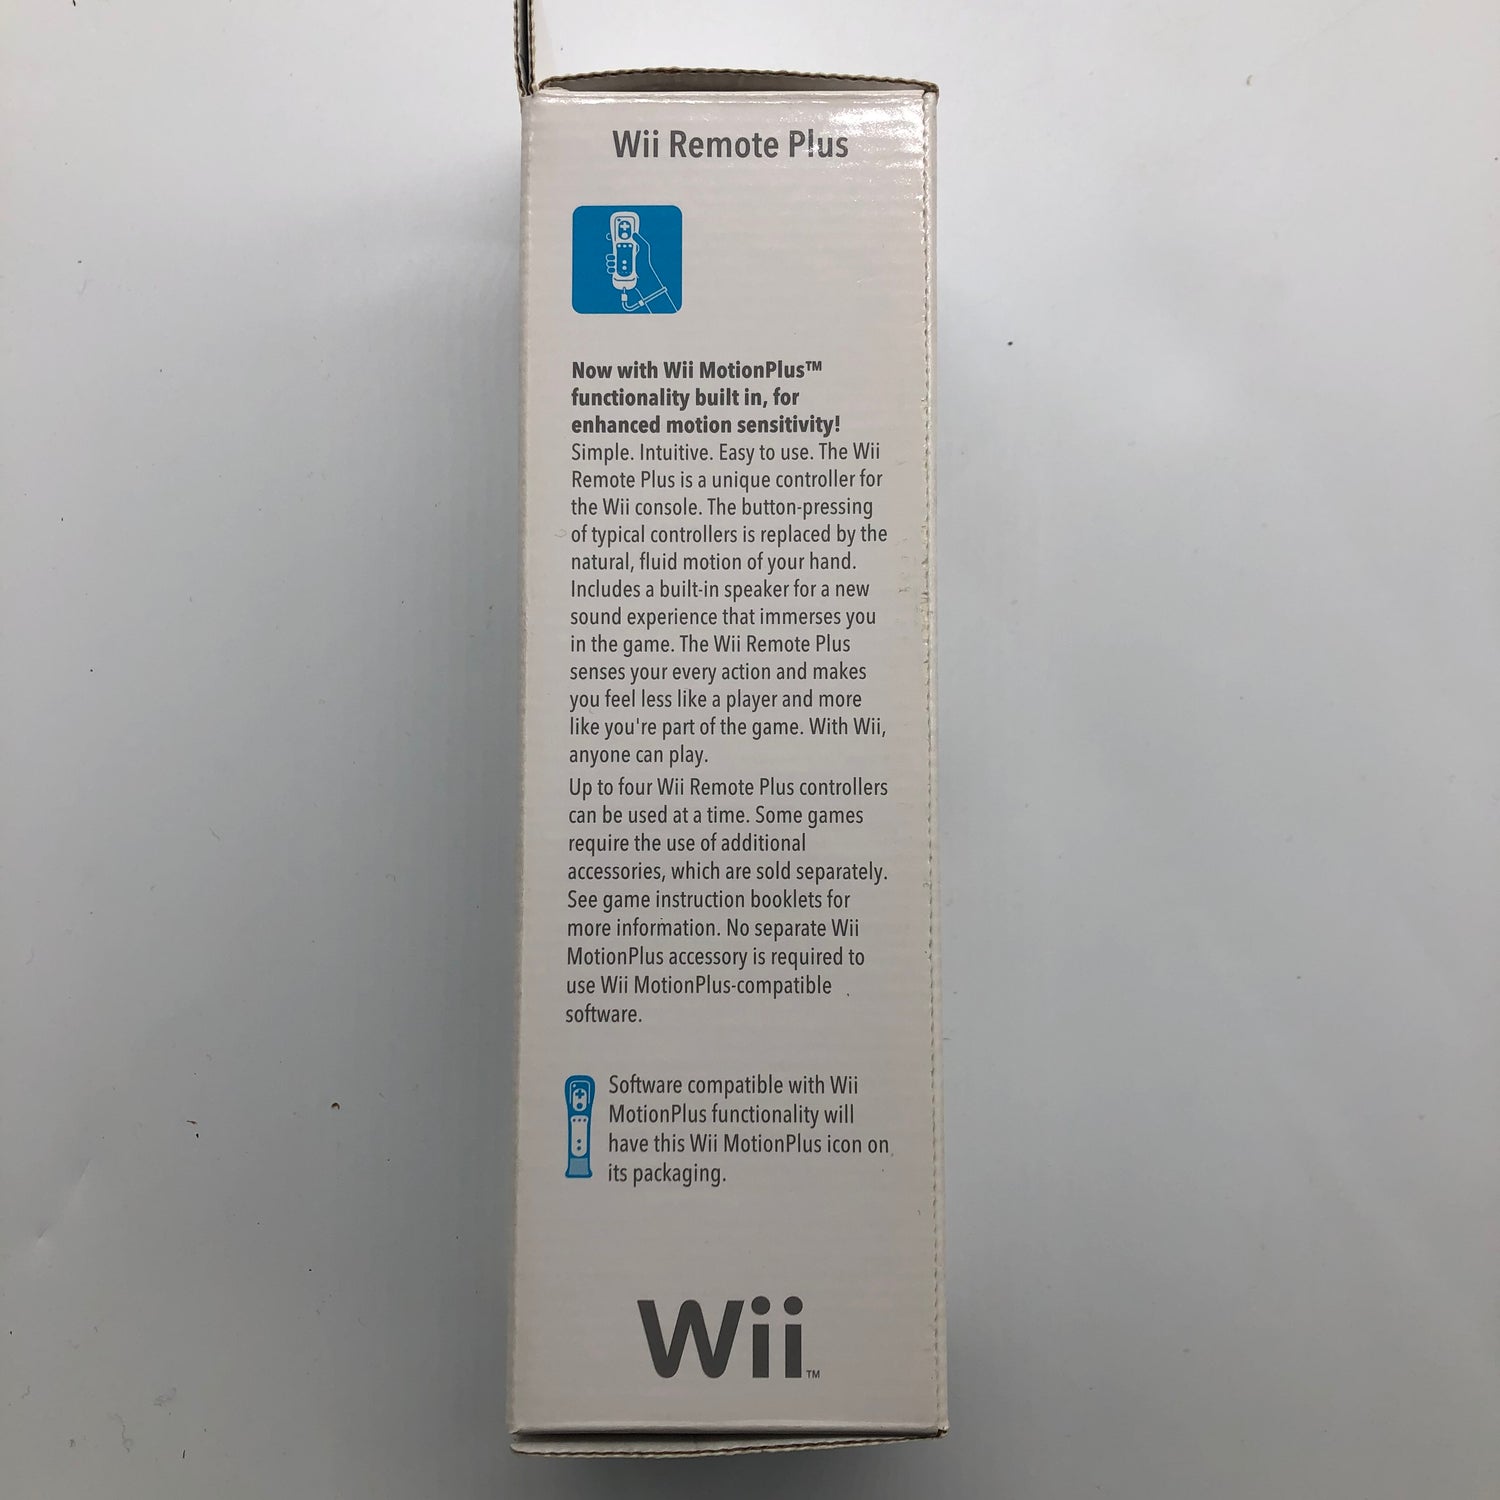 Wii Remote Plus
Now with Wii MotionPlus™
functionality built in, for
enhanced motion sensitivity!
Simple. Intuitive. Easy to use. The Wii
Remote Plus is a unique controller for
the Wii console. The button-pressing
of typical controllers is replaced by the
natural, fluid motion of your hand.
Includes a built-in speaker for a new
sound experience that immerses you
in the game. The Wii Remote Plus
senses your every action and makes
you feel less like a player and more
like you're part of the game. With Wii,
anyone can play.
Up to four Wii Remote Plus controllers
can be used at a time. Some games
require the use of additional
accessories, which are sold separately.
See game instruction booklets for
more information. No separate Wii
MotionPlus accessory is required to
use Wii MotionPlus-compatible
software.
Software compatible with Wii
MotionPlus functionality will
have this Wii MotionPlus icon on
its packaging.
Wii™